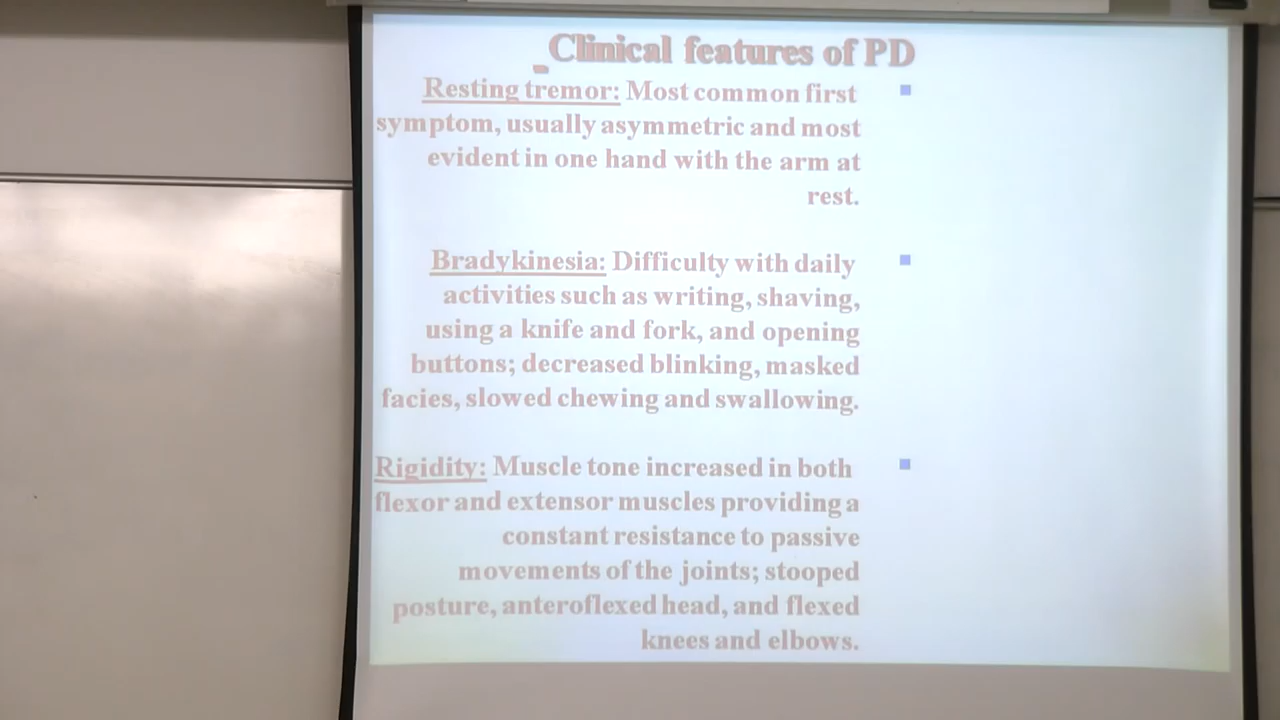 Clinical features of PD
Resting tremor: Most common first
symptom, usually asymmetric and most
evident in one hand with the arm at
rest.
Bradykinesia: Difficulty with daily
activities such as writing, shaving,
using a knife and fork, and opening
buttons; decreased blinking, masked
facies, slowed chewing and swallowing.
Rigidity: Muscle tone increased in both
flexor and extensor muscles providing a
constant resistance to passive
movements of the joints; stooped
posture, anteroflexed head, and flexed
knees and elbows.